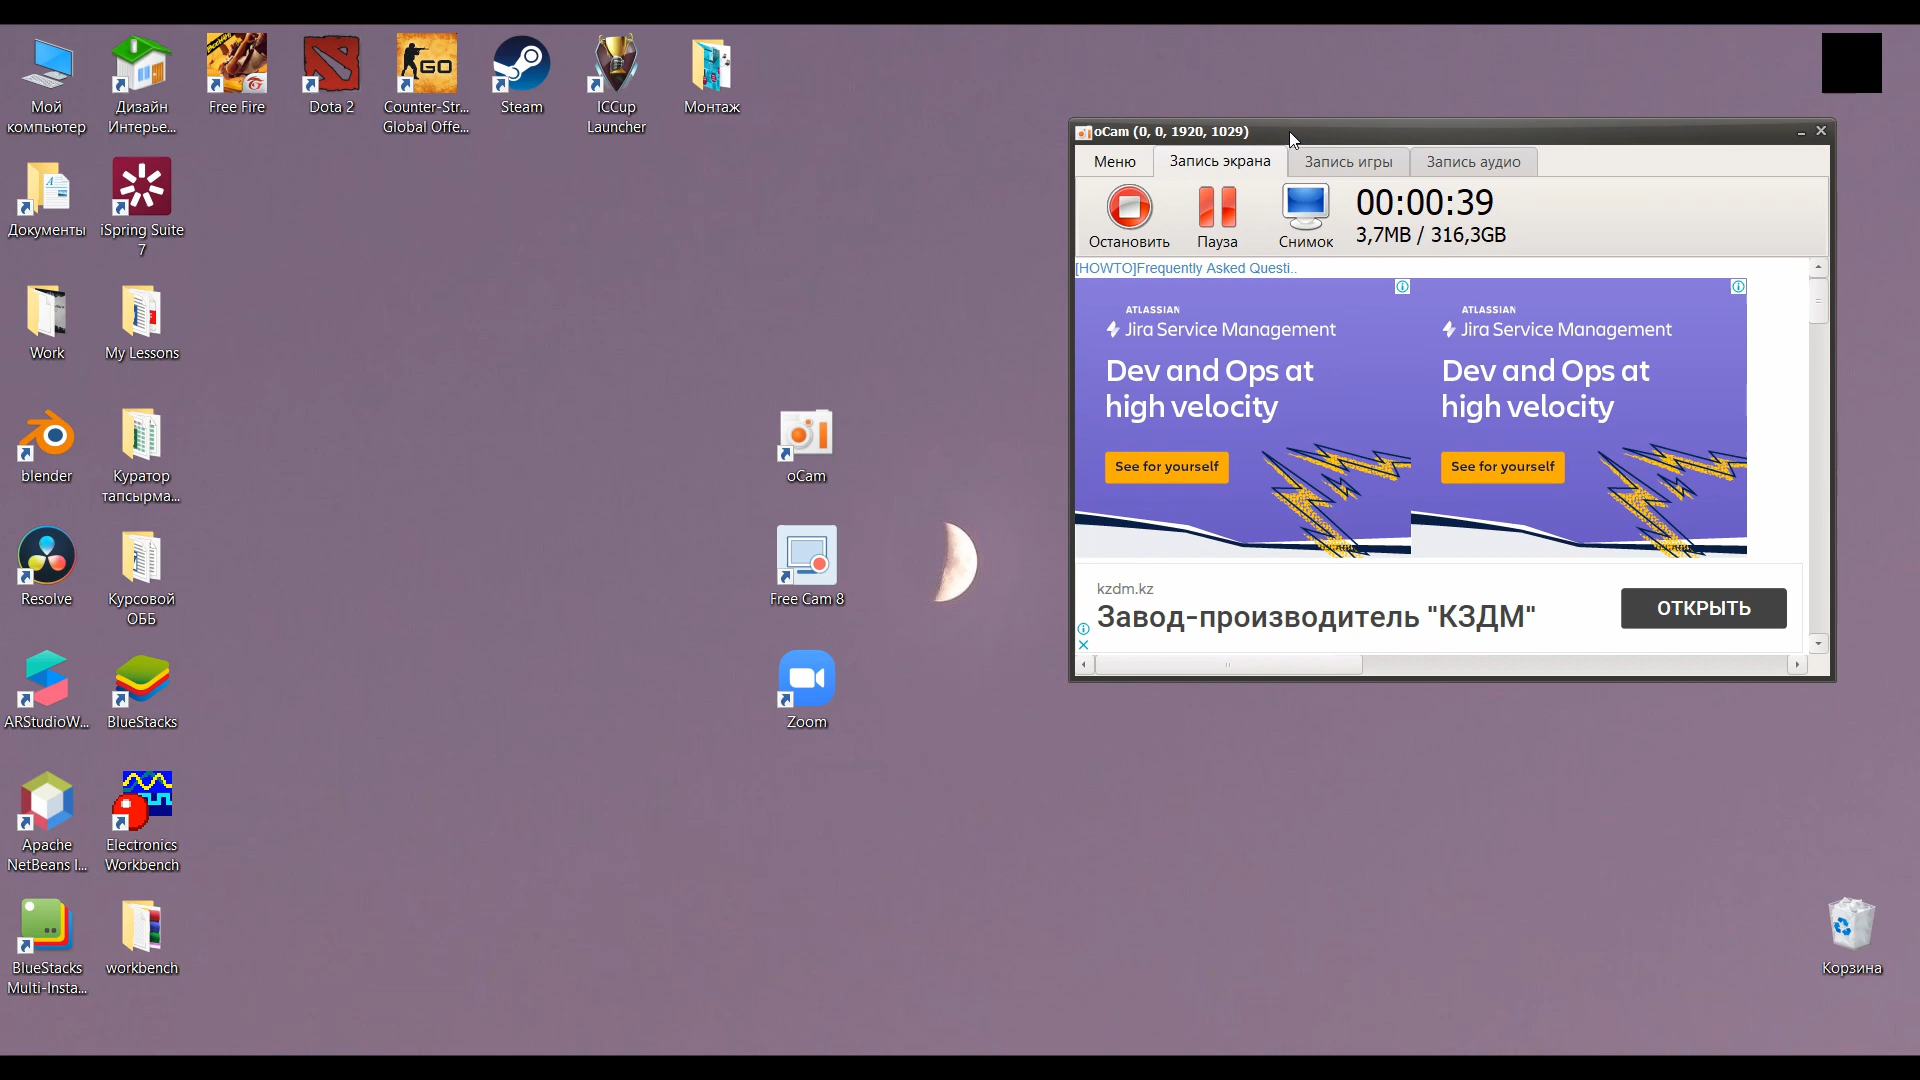 Мой
компьютер
Дизайн
Интерье...
Free Fire
Dota 2
Counter-Str...
Global Offe...
Steam
ICCup
Launcher
Монтаж
Документы
iSpring Suite
7
Work
My Lessons
blender
Куратор
тапсырма...
Resolve
Курсовой
ОББ
ARStudioW...
BlueStacks
Apache
NetBeans I...
Electronics
Workbench
BlueStacks
Multi-Insta...
workbench
GO
oCam
Free Cam 8
Zoom
oCam (0, 0, 1920, 1029)
Меню
Запись экрана
Запись игры
Запись аудио
Остановить
Пауза
Снимок
00:00:39
3,7MB / 316,3GB
[HOWTO]Frequently Asked Questi..
ATLASSIAN
Jira Service Management
Dev and Ops at
high velocity
See for yourself
ATLASSIAN
Jira Service Management
Dev and Ops at
high velocity
See for yourself
kzdm.kz
Завод-производитель "КЗДМ"
ОТКРЫТЬ
Корзина